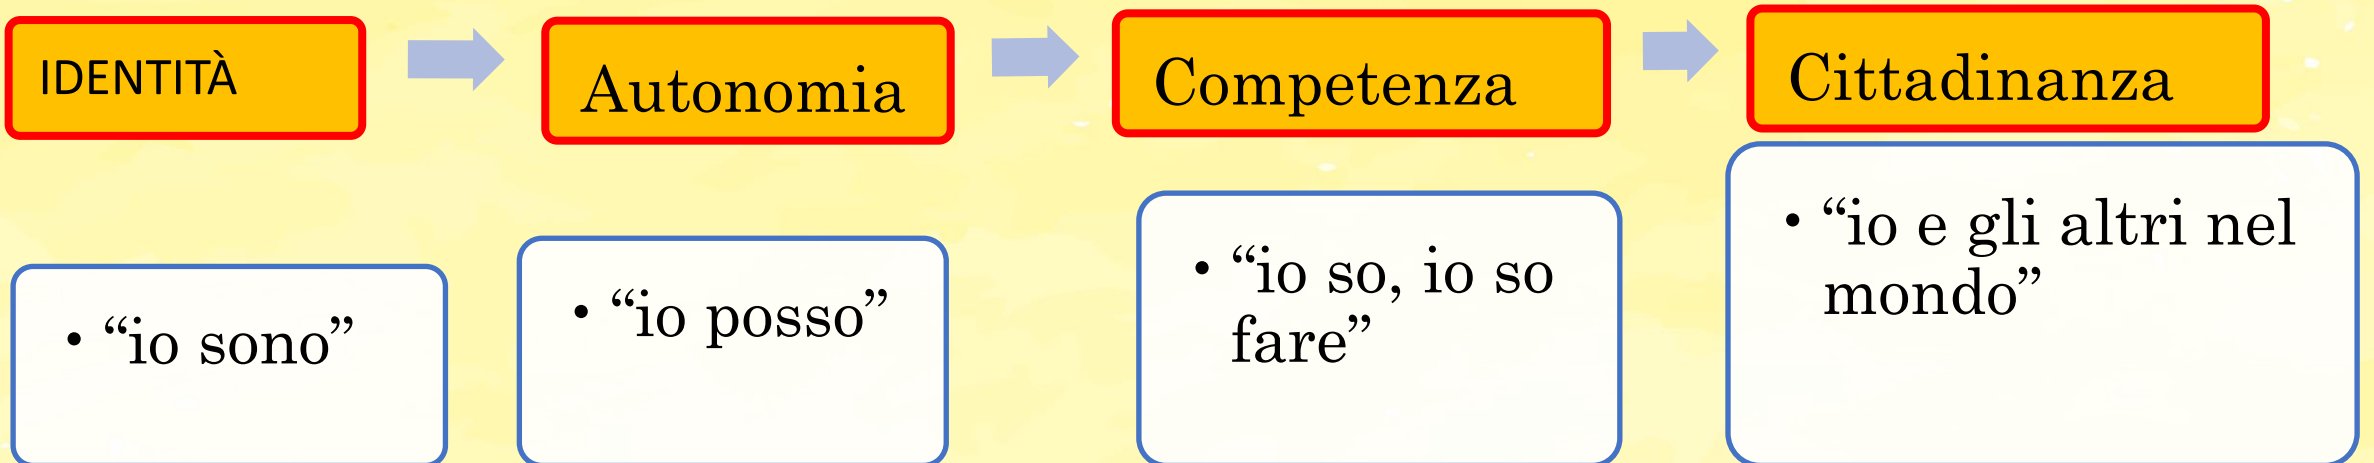 IDENTITÀ
Autonomia
Competenza
Cittadinanza
• “io sono”
• “io posso”
• “io so, io so
fare”
• “io e gli altri nel
mondo”